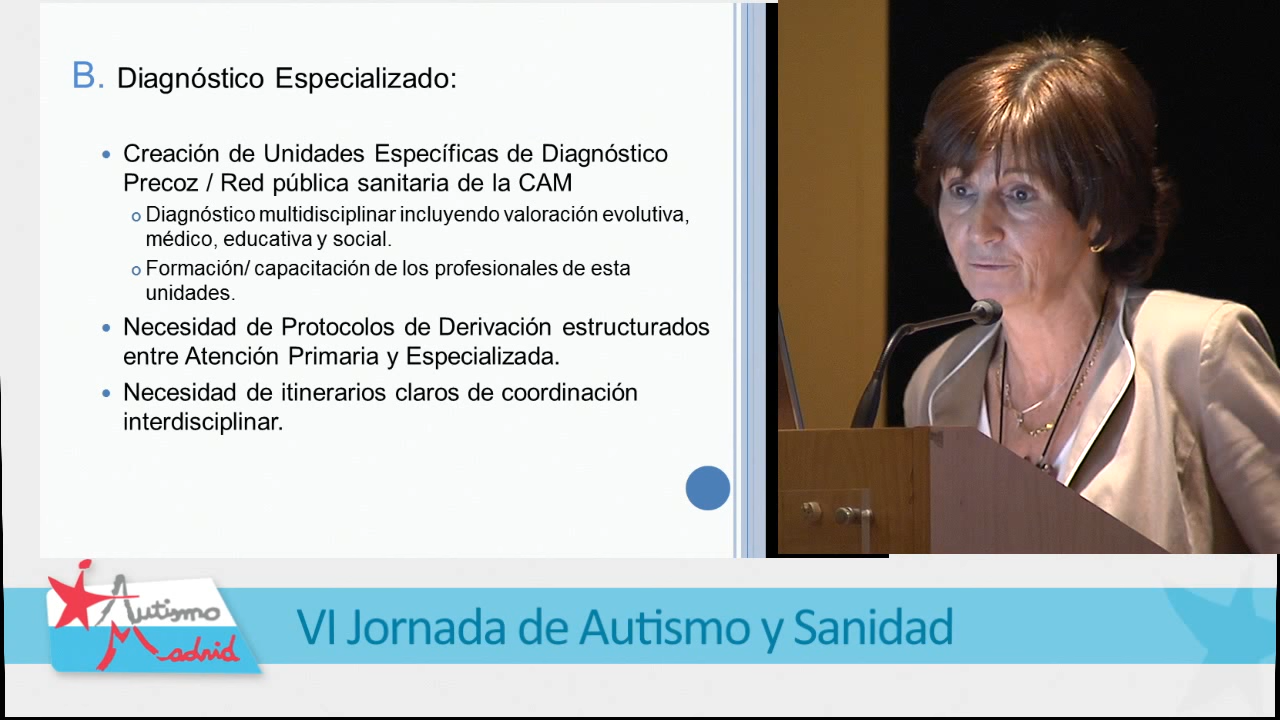 B. Diagnóstico Especializado:
• Creación de Unidades Específicas de Diagnóstico
Precoz / Red pública sanitaria de la CAM
o Diagnóstico multidisciplinar incluyendo valoración evolutiva,
médico, educativa y social.
o Formación/ capacitación de los profesionales de esta
unidades.
• Necesidad de Protocolos de Derivación estructurados
entre Atención Primaria y Especializada.
• Necesidad de itinerarios claros de coordinación
interdisciplinar.
Autismo
Madrid
VI Jornada de Autismo y Sanidad